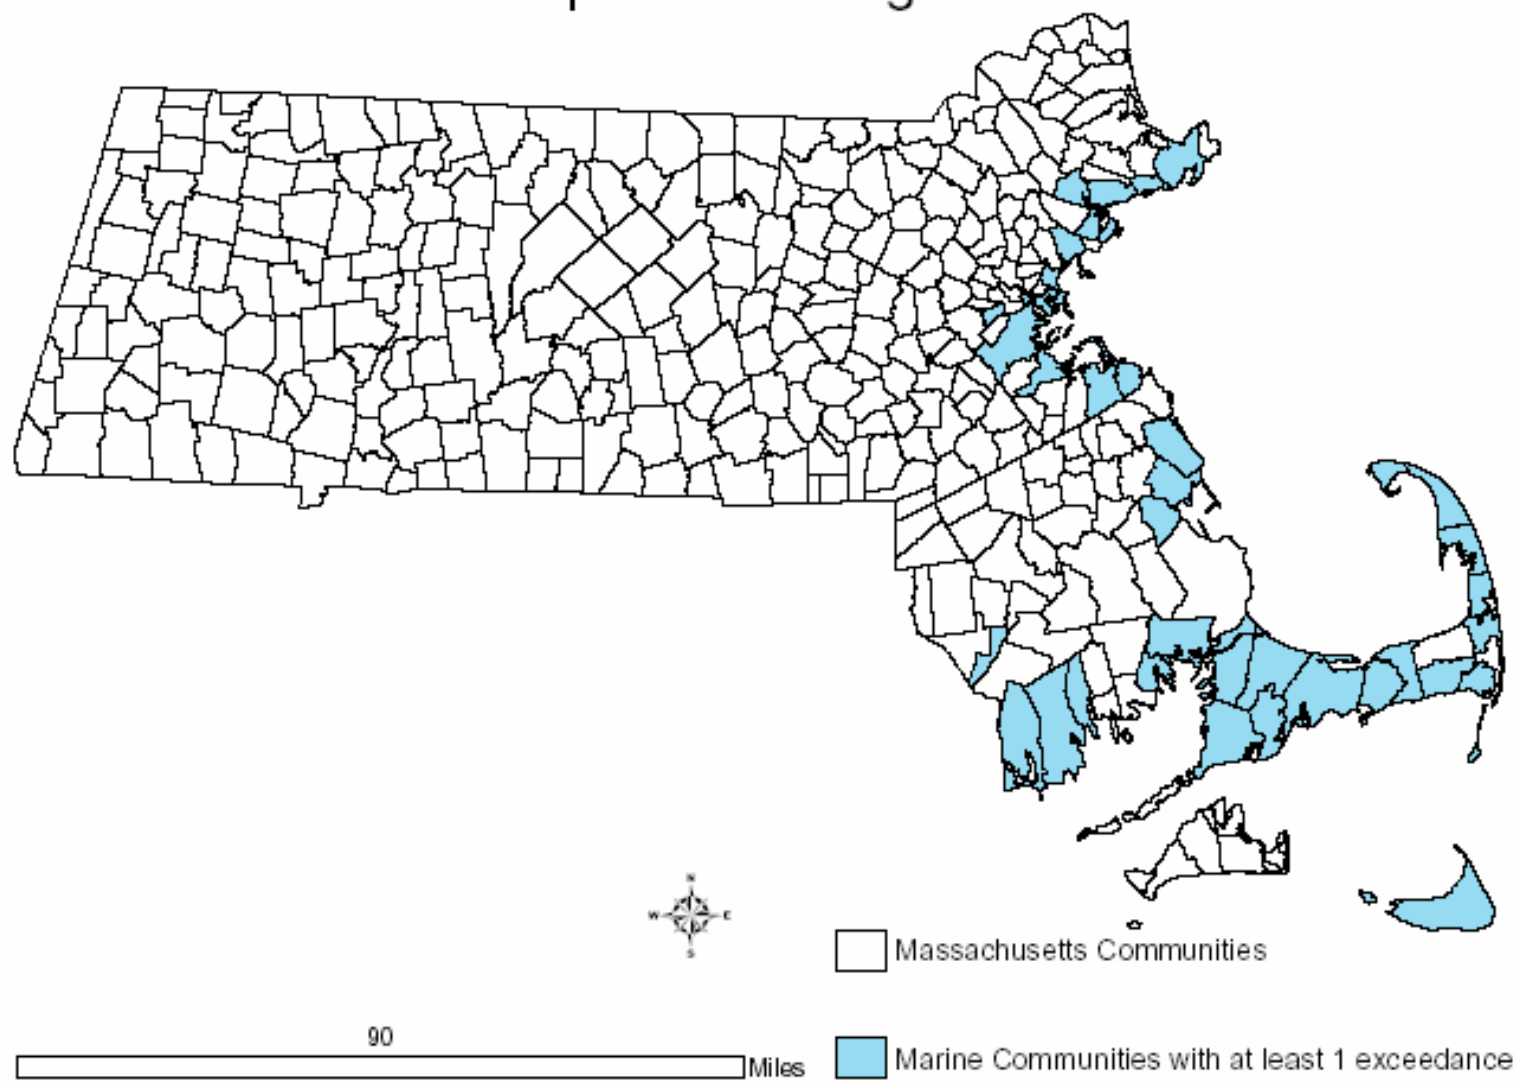 N
W E
S
Massachusetts Communities
90
Miles
Marine Communities with at least 1 exceedance